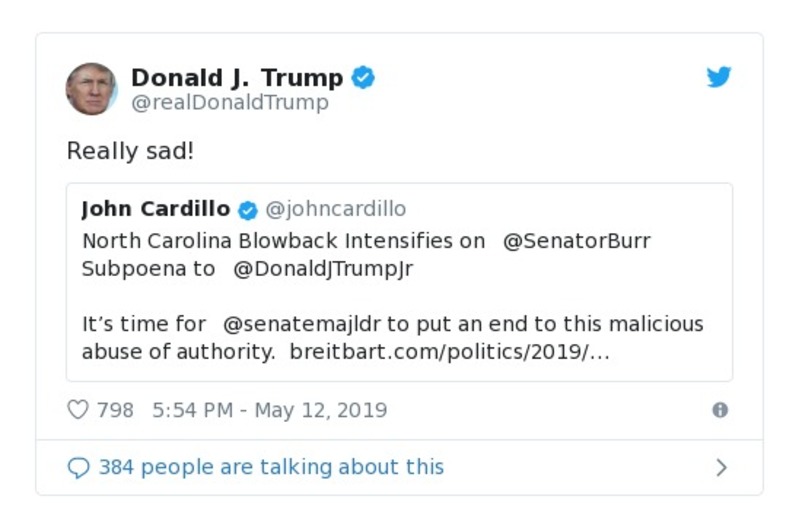 Donald J. Trump
@realDonaldTrump
Really sad!
John Cardillo @johncardillo
North Carolina Blowback Intensifies on @SenatorBurr
Subpoena to @DonaldJTrumpJr
It’s time for @senatemajldr to put an end to this malicious
abuse of authority. breitbart.com/politics/2019/…
798 5:54 PM - May 12, 2019
384 people are talking about this